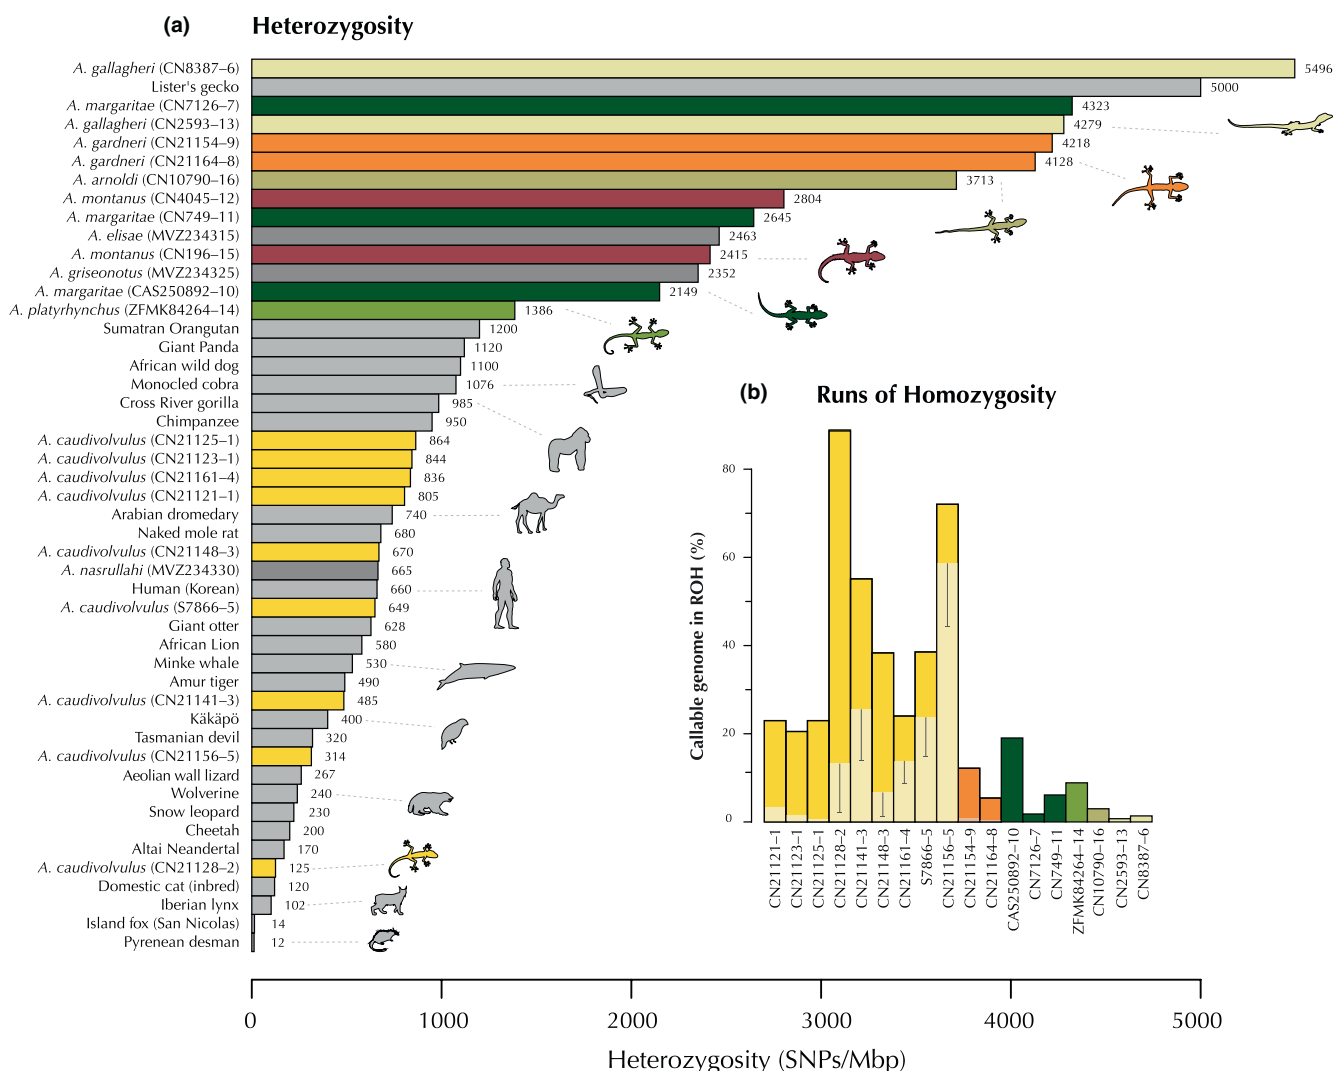 (a) Heterozygosity
A. gallagheri (CN8387–6) 5496
Lister's gecko 5000
A. margaritae (CN7126–7) 4323
A. gallagheri (CN2593–13) 4279
A. gardneri (CN21154–9) 4218
A. gardneri (CN21164–8) 4128
A. arnoldi (CN10790–16) 3713
A. montanus (CN4045–12) 2804
A. margaritae (CN749–11) 2645
A. elisae (MVZ234315) 2463
A. montanus (CN196–15) 2415
A. griseonotus (MVZ234325) 2352
A. margaritae (CAS250892–10) 2149
A. platyrhynchus (ZFMK84264–14) 1386
Sumatran Orangutan 1200
Giant Panda 1120
African wild dog 1100
Monocled cobra 1076
Cross River gorilla 985
Chimpanzee 950
A. caudivolvulus (CN21125–1) 864
A. caudivolvulus (CN21123–1) 844
A. caudivolvulus (CN21161–4) 836
A. caudivolvulus (CN21121–1) 805
Arabian dromedary 740
Naked mole rat 680
A. caudivolvulus (CN21148–3) 670
A. nasrullahi (MVZ234330) 665
Human (Korean) 660
A. caudivolvulus (S7866–5) 649
Giant otter 628
African Lion 580
Minke whale 530
Amur tiger 490
A. caudivolvulus (CN21141–3) 485
Käkäpö 400
Tasmanian devil 320
A. caudivolvulus (CN21156–5) 314
Aeolian wall lizard 267
Wolverine 240
Snow leopard 230
Cheetah 200
Altai Neandertal 170
A. caudivolvulus (CN21128–2) 125
Domestic cat (inbred) 120
Iberian lynx 102
Island fox (San Nicolas) 14
Pyrenean desman 12
0 1000 2000 3000 4000 5000
Heterozygosity (SNPs/Mbp)
(b) Runs of Homozygosity
Callable genome in ROH (%)
80
60
40
20
0
CN21121–1
CN21123–1
CN21125–1
CN21128–2
CN21141–3
CN21148–3
CN21161–4
S7866–5
CN21156–5
CN21154–9
CN21164–8
CAS250892–10
CN7126–7
CN749–11
ZFMK84264–14
CN10790–16
CN2593–13
CN8387–6